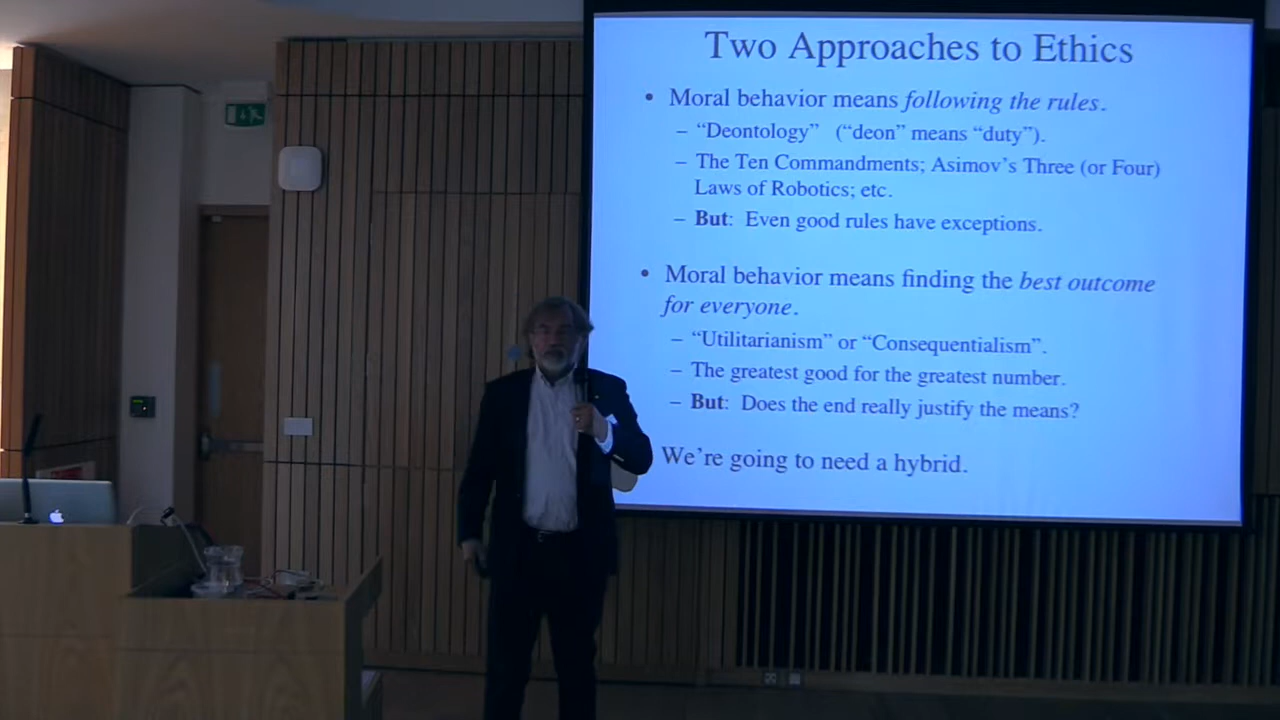 Two Approaches to Ethics
• Moral behavior means following the rules.
– “Deontology” (“deon” means “duty”).
– The Ten Commandments; Asimov’s Three (or Four)
Laws of Robotics; etc.
– But: Even good rules have exceptions.
• Moral behavior means finding the best outcome
for everyone.
– “Utilitarianism” or “Consequentialism”.
– The greatest good for the greatest number.
– But: Does the end really justify the means?
We’re going to need a hybrid.